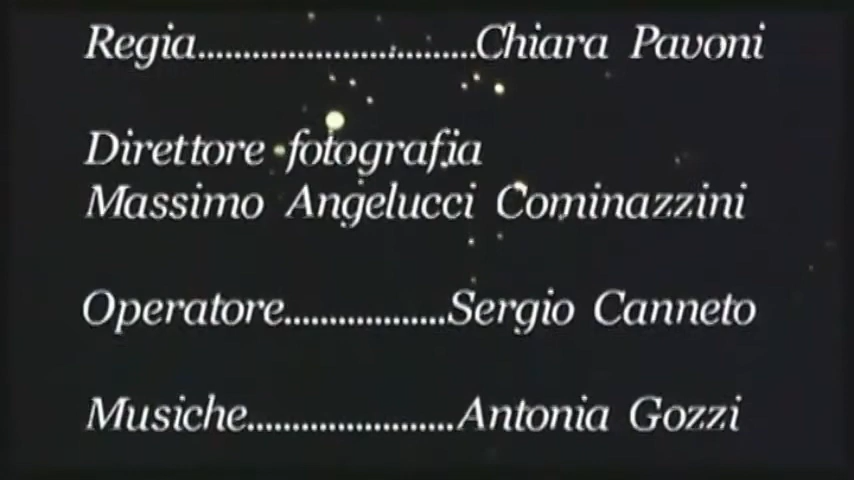 Regia...............................Chiara Pavoni
Direttore fotografia
Massimo Angelucci Cominazzini
Operatore..................Sergio Canneto
Musiche.......................Antonia Gozzi